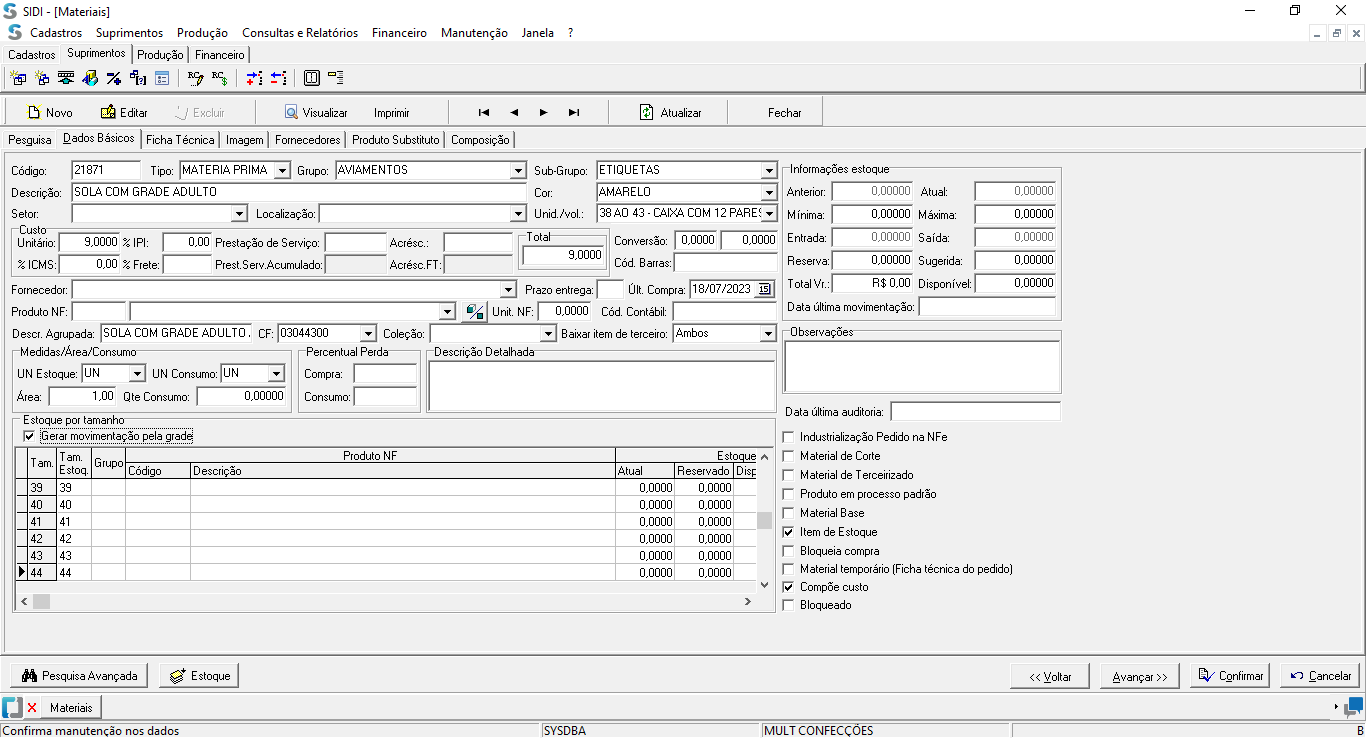 SIDI - [Materiais]
Cadastros Suprimentos Produção Consultas e Relatórios Financeiro Manutenção Janela ?
Cadastros Suprimentos Produção Financeiro
Novo Editar Excluir Visualizar Imprimir Atualizar Fechar
Pesquisa Dados Básicos Ficha Técnica Imagem Fornecedores Produto Substituto Composição
Código: 21871 Tipo: MATERIA PRIMA Grupo: AVIAMENTOS Sub-Grupo: ETIQUETAS
Descrição: SOLA COM GRADE ADULTO Cor: AMARELO
Setor: Localização: Unid./vol.: 38 AO 43 - CAIXA COM 12 PARES
Custo
Unitário: 9,0000 % IPI: 0,00 Prestação de Serviço: Acrésc.:
% ICMS: 0,00 % Frete: Prest.Serv.Acumulado: Acrésc.FT:
Total
9,0000
Conversão: 0,0000 0,0000
Cód. Barras:
Fornecedor: Prazo entrega: Últ. Compra: 18/07/2023 15
Produto NF: Unit. NF: 0,0000 Cód. Contábil:
Descr. Agrupada: SOLA COM GRADE ADULTO . CF: 03044300 Coleção: Baixar item de terceiro: Ambos
Medidas/Área/Consumo
UN Estoque: UN UN Consumo: UN
Área: 1,00 Qte Consumo: 0,00000
Percentual Perda
Compra:
Consumo:
Descrição Detalhada
Estoque por tamanho
Gerar movimentação pela grade
Tam. Tam. Estoq. Grupo Produto NF Estoque
Código Descrição Atual Reservado Disp
39 39 0,0000 0,0000
40 40 0,0000 0,0000
41 41 0,0000 0,0000
42 42 0,0000 0,0000
43 43 0,0000 0,0000
44 44 0,0000 0,0000
Informações estoque
Anterior: 0,00000 Atual: 0,00000
Mínima: 0,00000 Máxima: 0,00000
Entrada: 0,00000 Saída: 0,00000
Reserva: 0,00000 Sugerida: 0,00000
Total Vr.: R$ 0,00 Disponível: 0,00000
Data última movimentação:
Observações
Data última auditoria:
Industrialização Pedido na NFe
Material de Corte
Material de Terceirizado
Produto em processo padrão
Material Base
Item de Estoque
Bloqueia compra
Material temporário (Ficha técnica do pedido)
Compõe custo
Bloqueado
Pesquisa Avançada Estoque << Voltar Avançar >> Confirmar Cancelar
Materiais
Confirma manutenção nos dados SYSDBA MULT CONFECÇÕES B